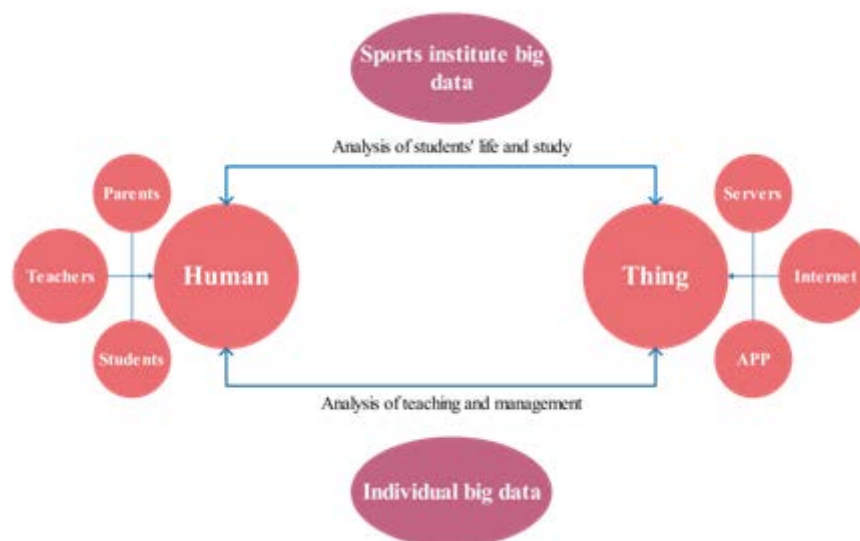 Sports institute big
data
Analysis of students' life and study
Parents
Servers
Teachers
Human
Thing
Internet
Students
APP
Analysis of teaching and management
Individual big data